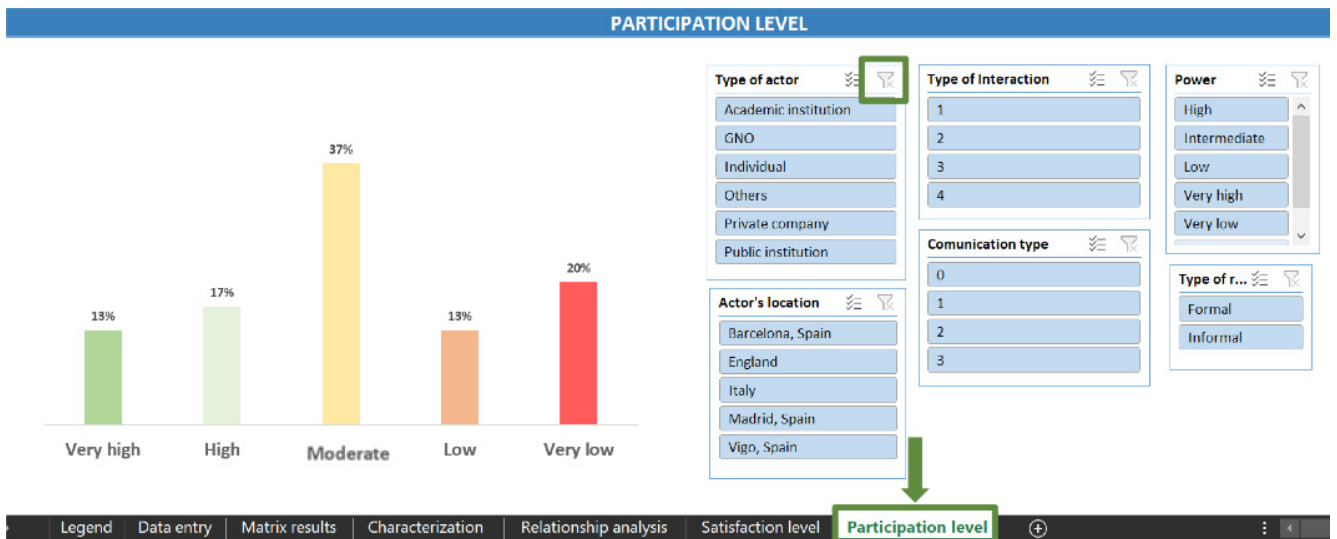 PARTICIPATION LEVEL
37%
20%
17%
13%
13%
Very high
High
Moderate
Low
Very low
Type of actor
Academic institution
GNO
Individual
Others
Private company
Public institution
Type of Interaction
1
2
3
4
Power
High
Intermediate
Low
Very high
Very low
Actor's location
Barcelona, Spain
England
Italy
Madrid, Spain
Vigo, Spain
Comunication type
0
1
2
3
Type of r...
Formal
Informal
Legend Data entry Matrix results Characterization Relationship analysis Satisfaction level Participation level